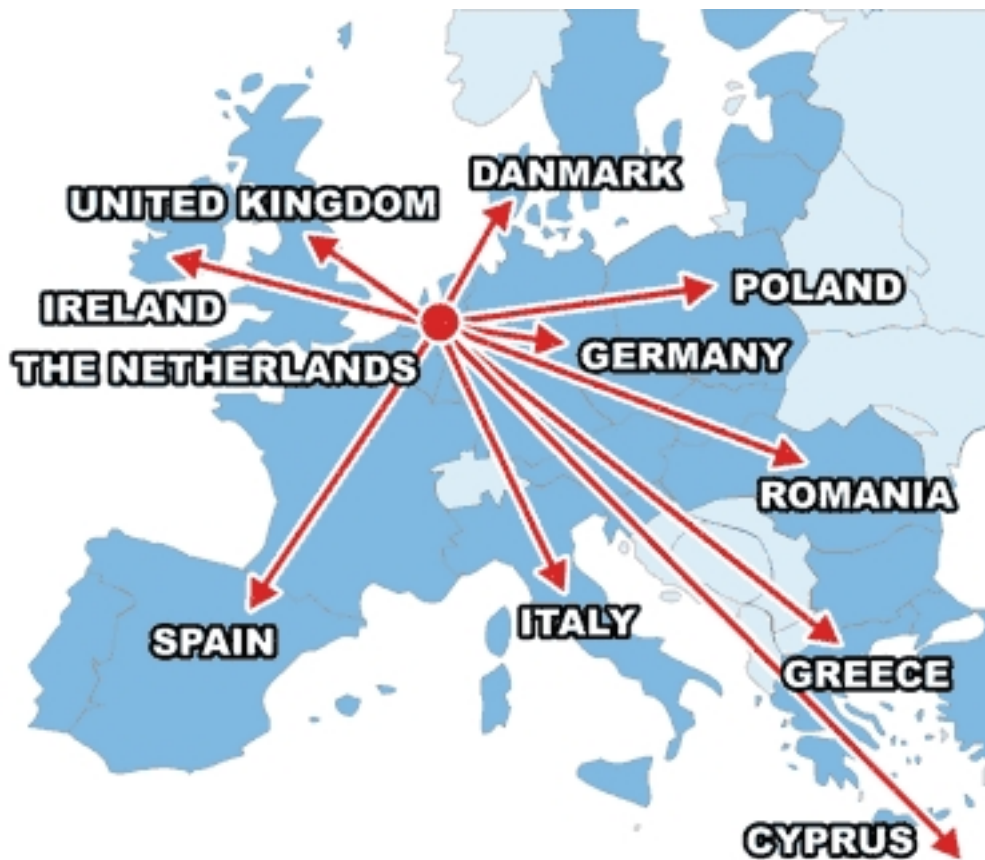 DANMARK
UNITED KINGDOM
POLAND
IRELAND
GERMANY
THE NETHERLANDS
ROMANIA
ITALY
SPAIN
GREECE
CYPRUS